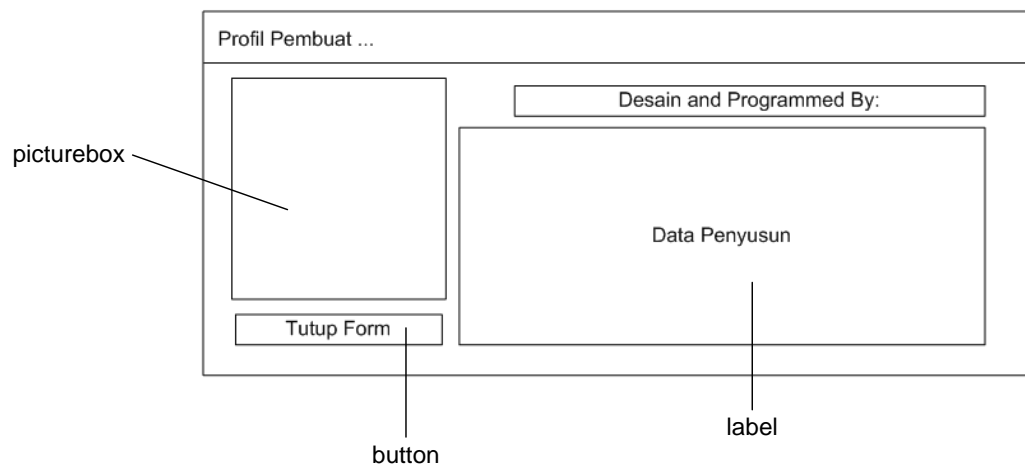 Profil Pembuat ...
Desain and Programmed By:
picturebox
Data Penyusun
Tutup Form
label
button